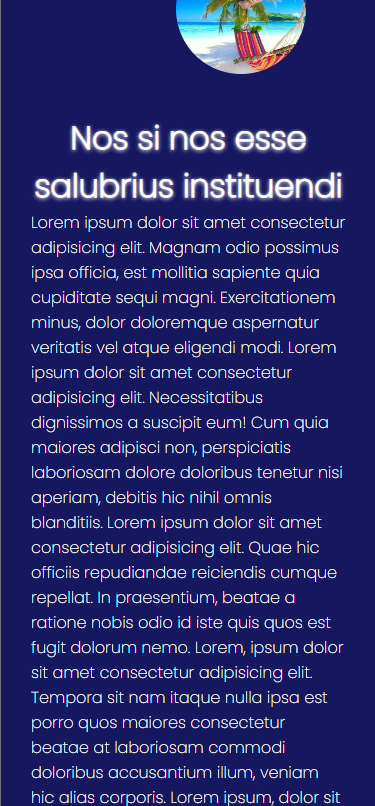 Nos si nos esse
salubrius instituendi
Lorem ipsum dolor sit amet consectetur
adipisicing elit. Magnam odio possimus
ipsa officia, est mollitia sapiente quia
cupiditate sequi magni. Exercitationem
minus, dolor doloremque aspernatur
veritatis vel atque eligendi modi. Lorem
ipsum dolor sit amet consectetur
adipisicing elit. Necessitatibus
dignissimos a suscipit eum! Cum quia
maiores adipisci non, perspiciatis
laboriosam dolore doloribus tenetur nisi
aperiam, debitis hic nihil omnis
blanditiis. Lorem ipsum dolor sit amet
consectetur adipisicing elit. Quae hic
officiis repudiandae reiciendis cumque
repellat. In praesentium, beatae a
ratione nobis odio id iste quis quos est
fugit dolorum nemo. Lorem, ipsum dolor
sit amet consectetur adipisicing elit.
Tempora sit nam itaque nulla ipsa est
porro quos maiores consectetur
beatae at laboriosam commodi
doloribus accusantium illum, veniam
hic alias corporis. Lorem ipsum, dolor sit